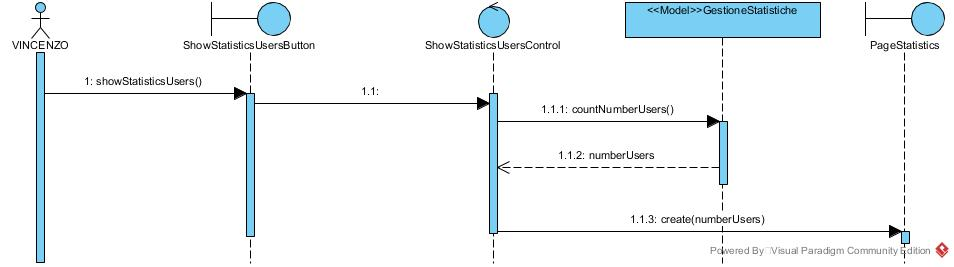 <<Model>>GestioneStatistiche
VINCENZO
ShowStatisticsUsersButton
ShowStatisticsUsersControl
PageStatistics
1: showStatisticsUsers()
1.1:
1.1.1: countNumberUsers()
1.1.2: numberUsers
1.1.3: create(numberUsers)
Powered By Visual Paradigm Community Edition